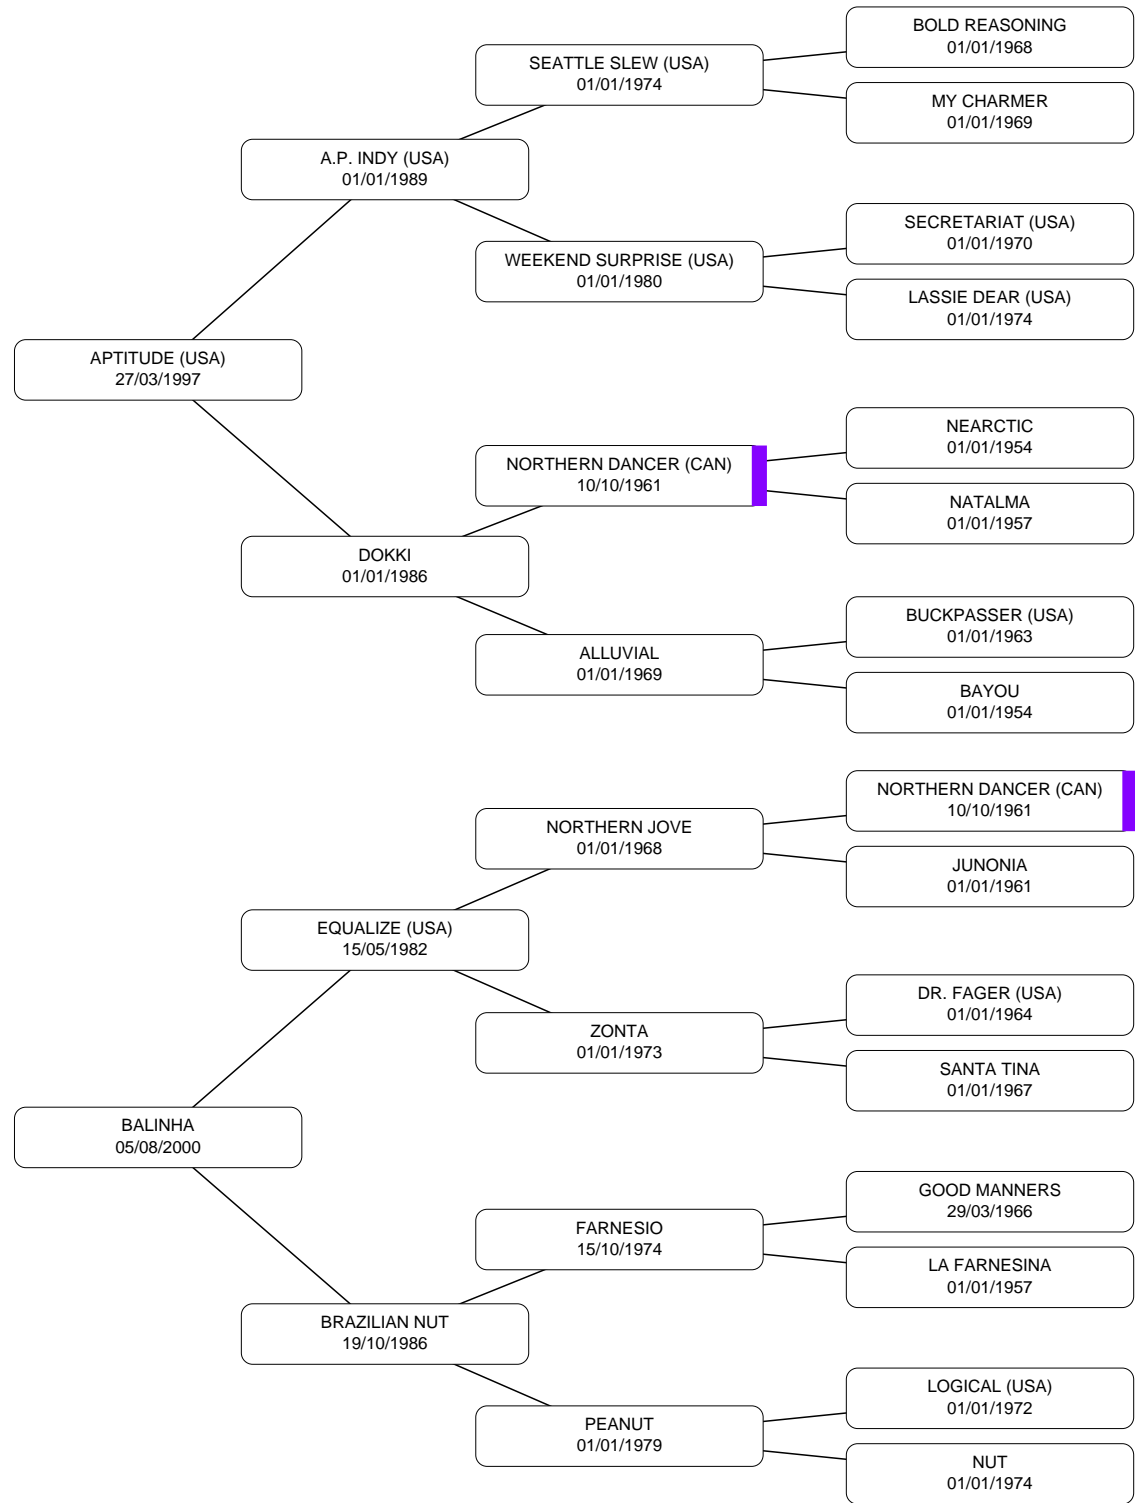 BOLD REASONING
01/01/1968
SEATTLE SLEW (USA)
01/01/1974
MY CHARMER
01/01/1969
A.P. INDY (USA)
01/01/1989
SECRETARIAT (USA)
01/01/1970
WEEKEND SURPRISE (USA)
01/01/1980
LASSIE DEAR (USA)
01/01/1974
APTITUDE (USA)
27/03/1997
NEARCTIC
01/01/1954
NORTHERN DANCER (CAN)
10/10/1961
NATALMA
01/01/1957
DOKKI
01/01/1986
BUCKPASSER (USA)
01/01/1963
ALLUVIAL
01/01/1969
BAYOU
01/01/1954
NORTHERN DANCER (CAN)
10/10/1961
NORTHERN JOVE
01/01/1968
JUNONIA
01/01/1961
EQUALIZE (USA)
15/05/1982
DR. FAGER (USA)
01/01/1964
ZONTA
01/01/1973
SANTA TINA
01/01/1967
BALINHA
05/08/2000
GOOD MANNERS
29/03/1966
FARNESIO
15/10/1974
LA FARNESINA
01/01/1957
BRAZILIAN NUT
19/10/1986
LOGICAL (USA)
01/01/1972
PEANUT
01/01/1979
NUT
01/01/1974